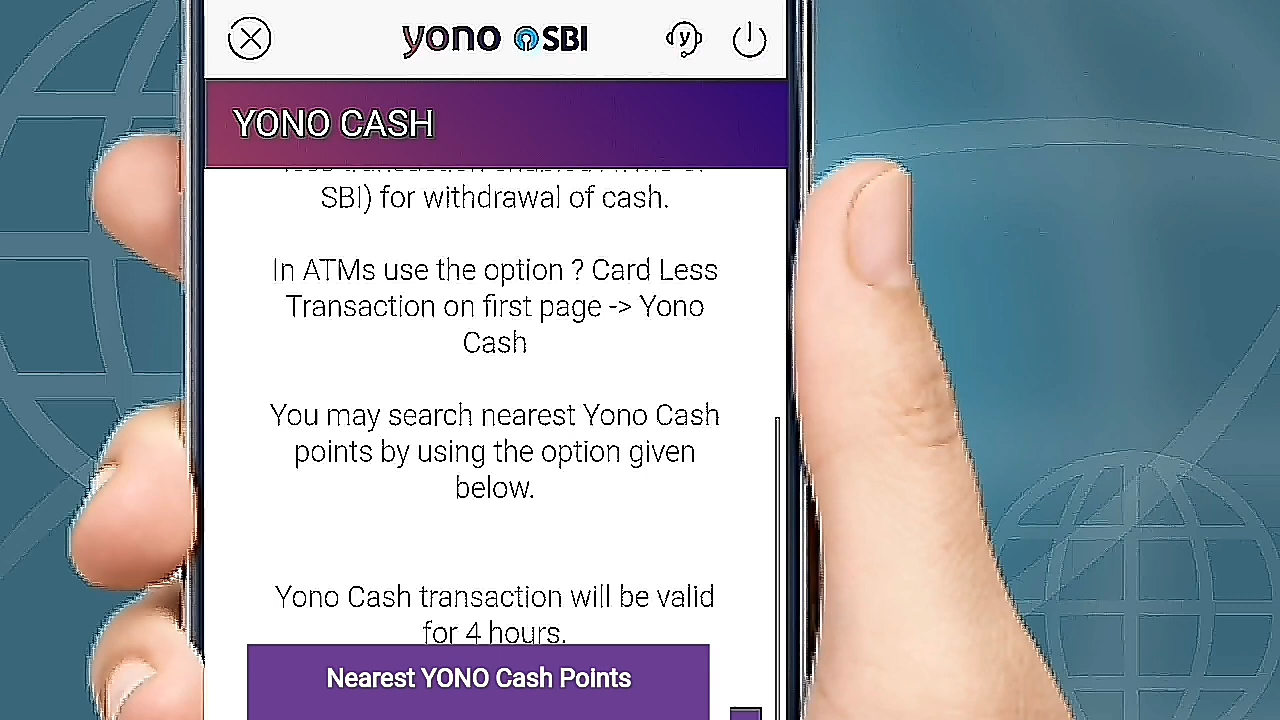 yono SBI
y
YONO CASH
SBI) for withdrawal of cash.
In ATMs use the option ? Card Less
Transaction on first page -> Yono
Cash
You may search nearest Yono Cash
points by using the option given
below.
Yono Cash transaction will be valid
for 4 hours.
Nearest YONO Cash Points